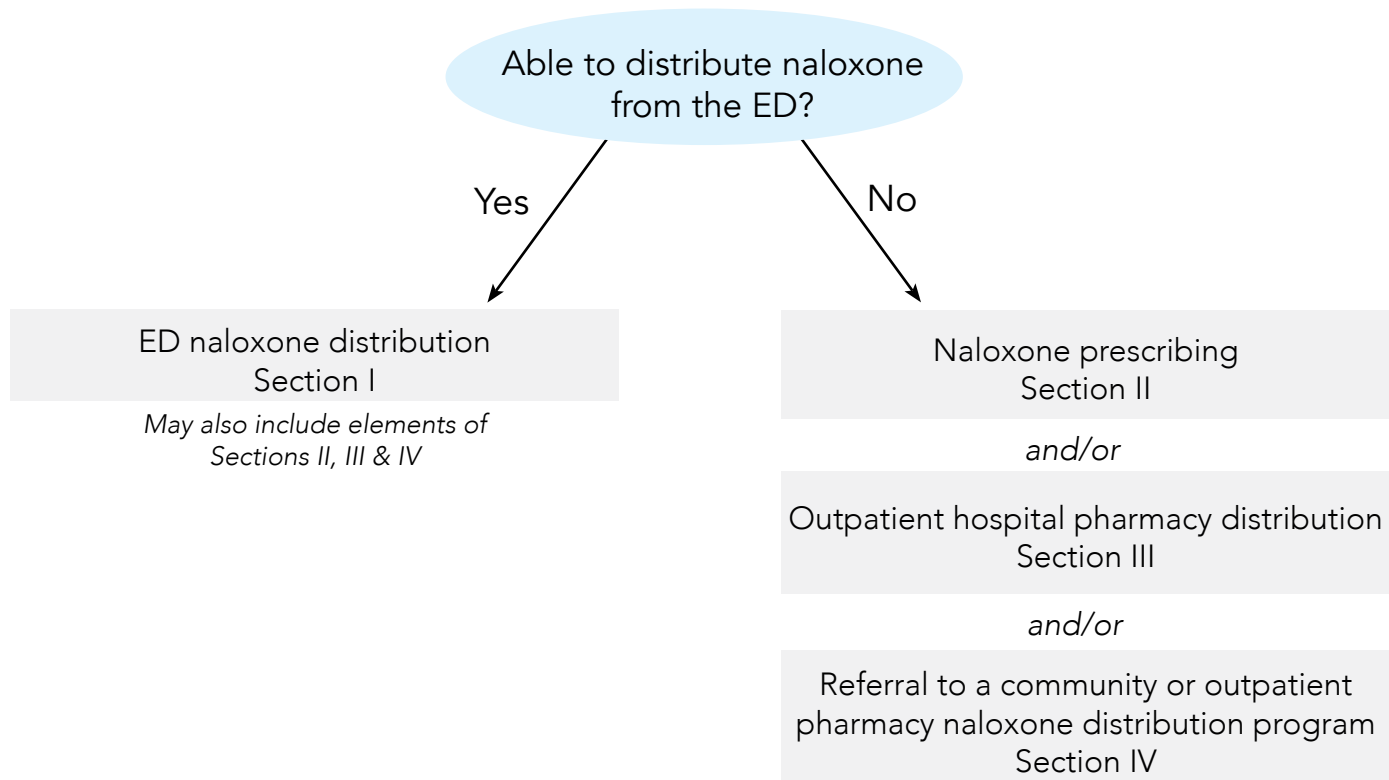 Able to distribute naloxone
from the ED?
Yes
No
ED naloxone distribution
Section I
May also include elements of
Sections II, III & IV
Naloxone prescribing
Section II
and/or
Outpatient hospital pharmacy distribution
Section III
and/or
Referral to a community or outpatient
pharmacy naloxone distribution program
Section IV